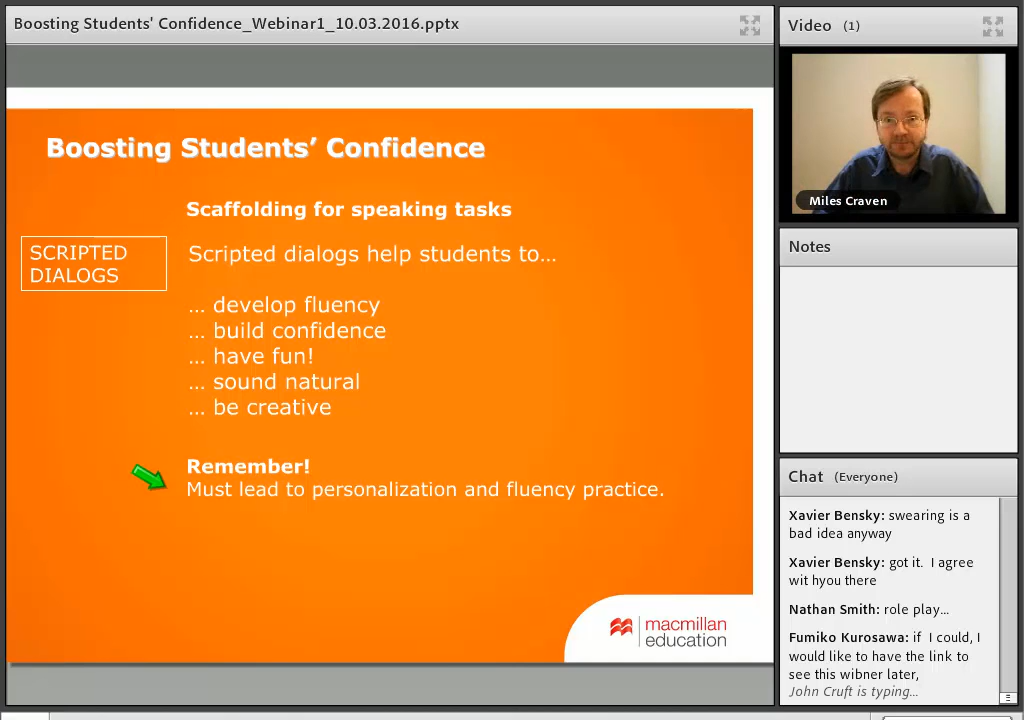 Boosting Students' Confidence_Webinar1_10.03.2016.pptx
Boosting Students’ Confidence
Scaffolding for speaking tasks
SCRIPTED
DIALOGS
Scripted dialogs help students to…
… develop fluency
… build confidence
… have fun!
… sound natural
… be creative
Remember!
Must lead to personalization and fluency practice.
macmillan
education
Video (1)
Miles Craven
Notes
Chat (Everyone)
Xavier Bensky: swearing is a
bad idea anyway
Xavier Bensky: got it. I agree
wit hyou there
Nathan Smith: role play...
Fumiko Kurosawa: if I could, I
would like to have the link to
see this wibner later,
John Cruft is typing...